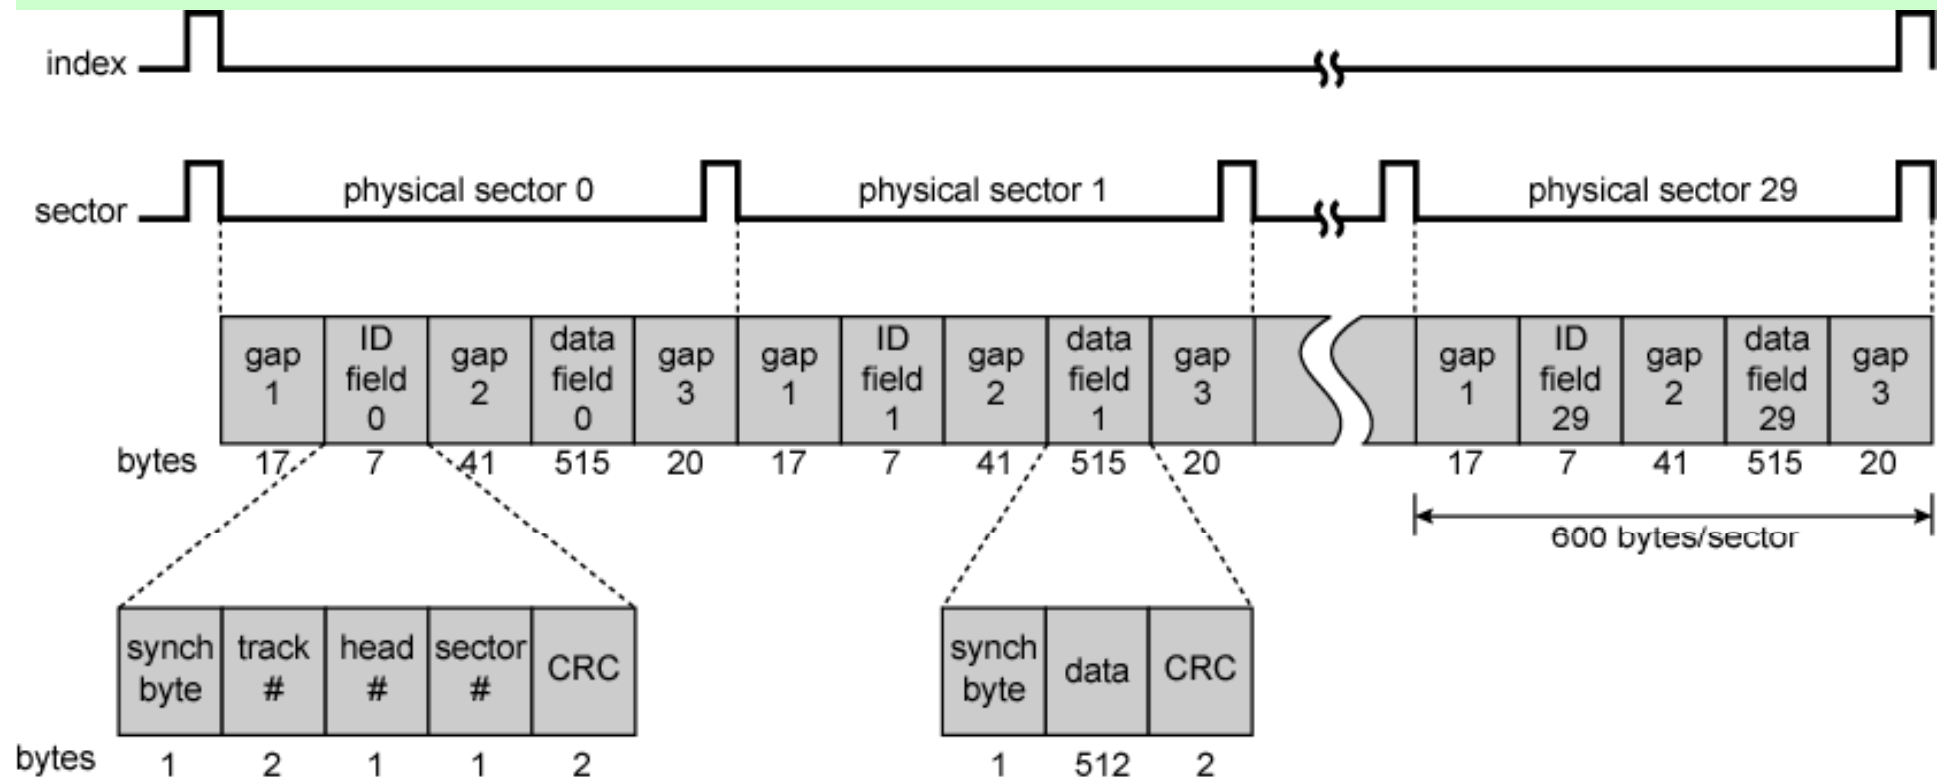 index
sector
physical sector 0
physical sector 1
physical sector 29
gap 1
ID field 0
gap 2
data field 0
gap 3
gap 1
ID field 1
gap 2
data field 1
gap 3
gap 1
ID field 29
gap 2
data field 29
gap 3
bytes 17 7 41 515 20 17 7 41 515 20 17 7 41 515 20
600 bytes/sector
synch byte
track #
head #
sector #
CRC
synch byte
data
CRC
bytes 1 2 1 1 2 1 512 2